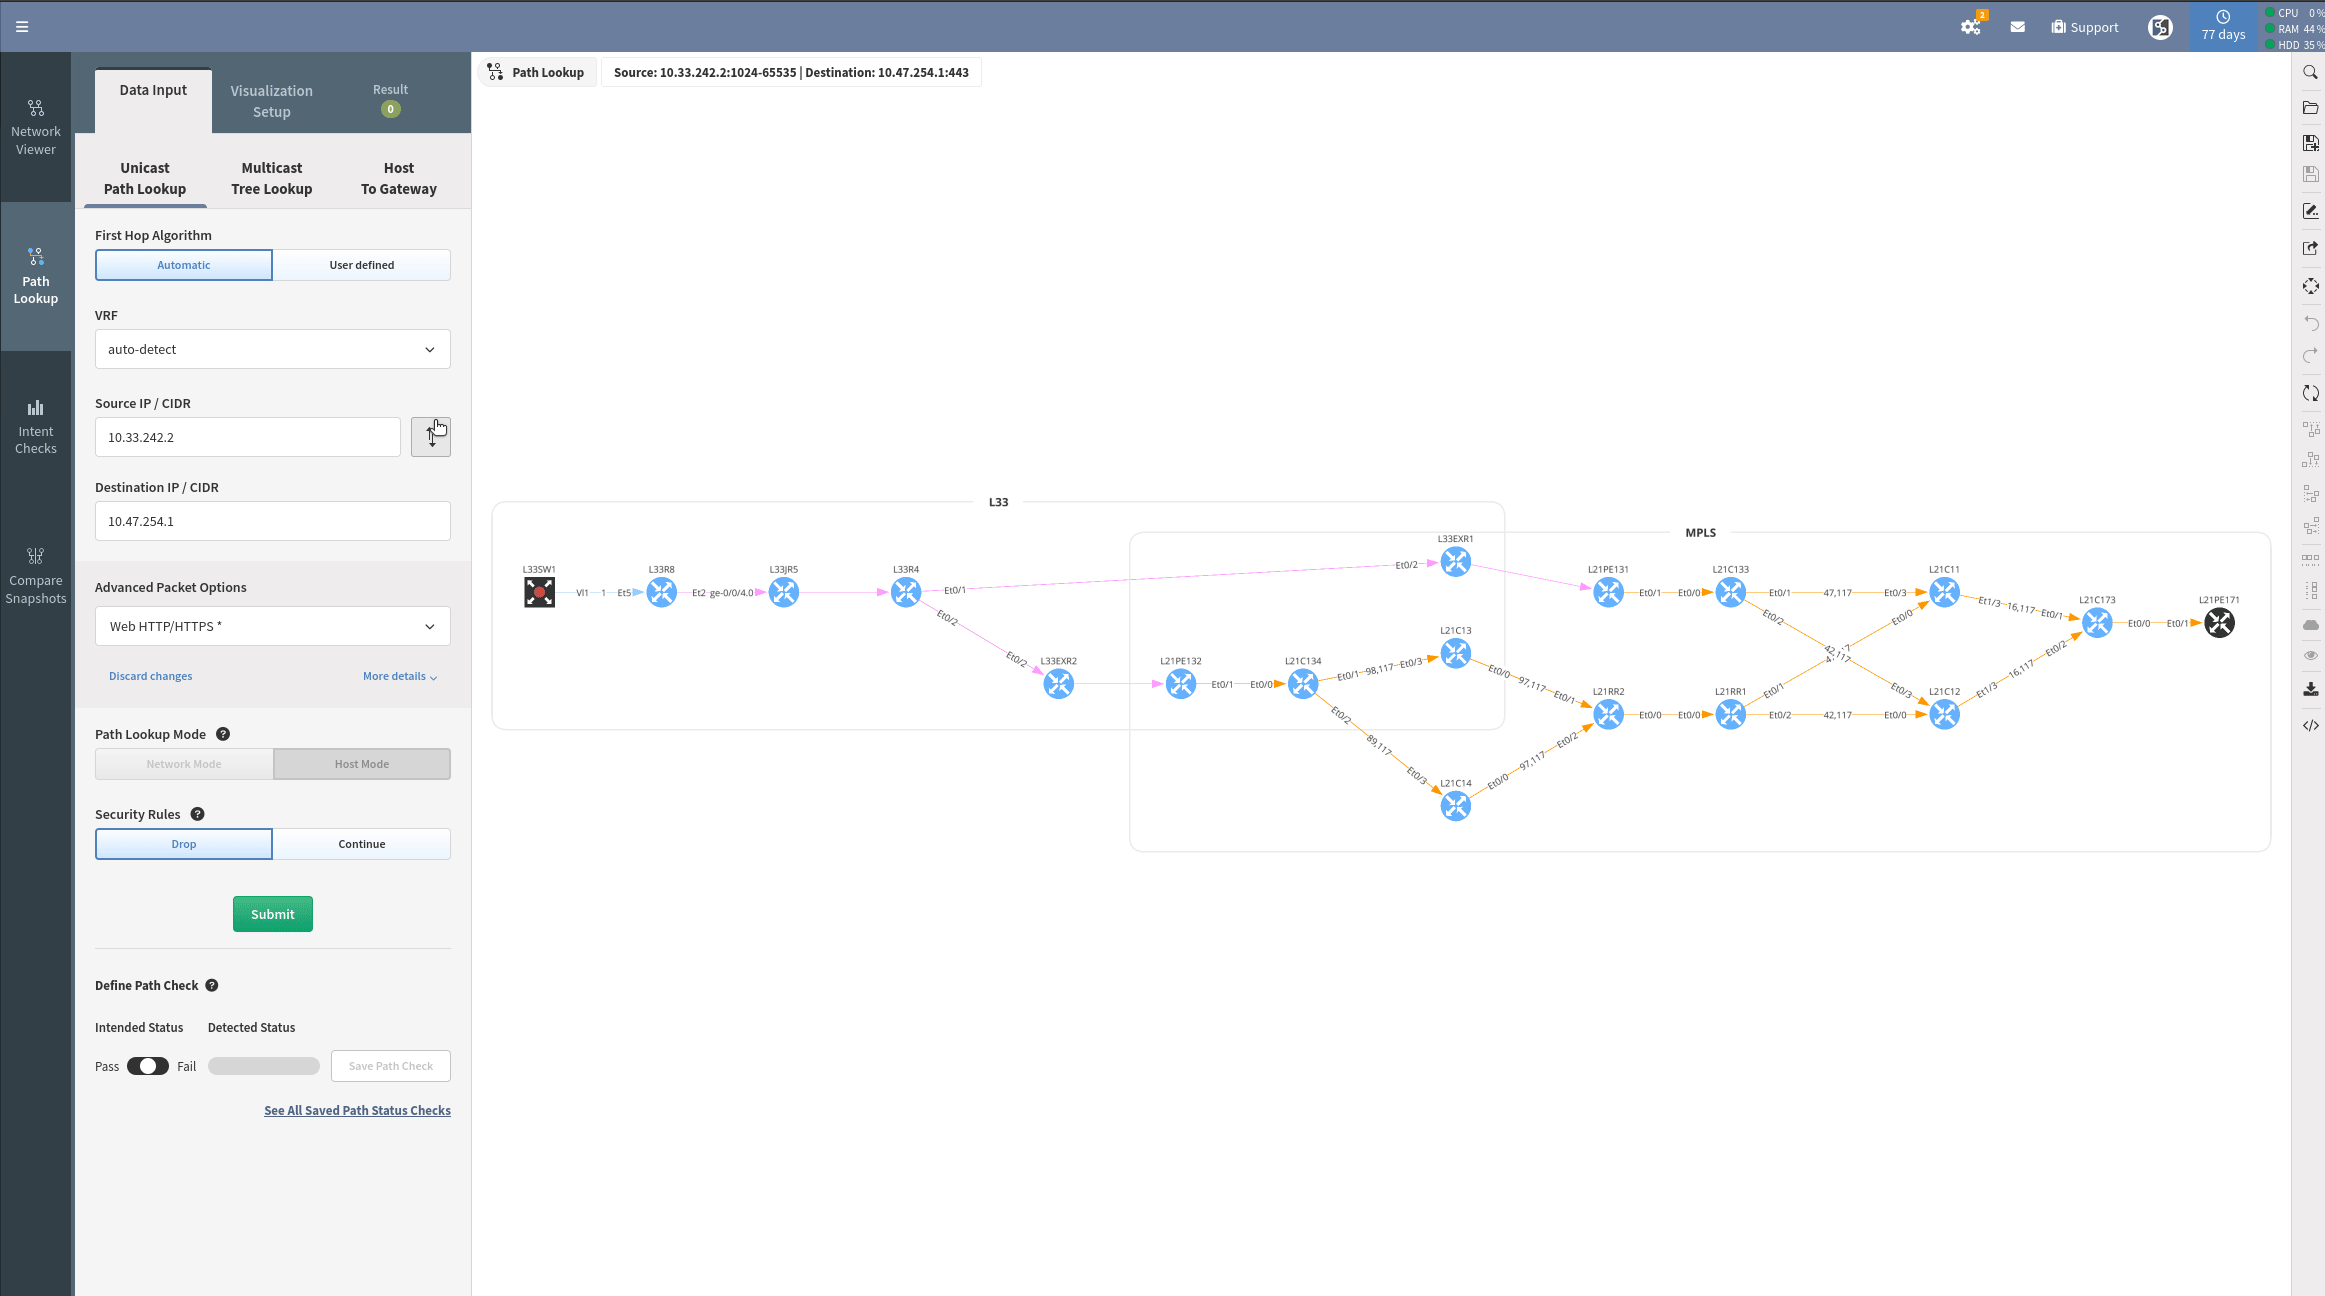 2
Support
77 days
CPU 0 %
RAM 44 %
HDD 35 %
Network
Viewer
Path
Lookup
Intent
Checks
Compare
Snapshots
Data Input
Visualization
Setup
Result
0
Unicast
Path Lookup
Multicast
Tree Lookup
Host
To Gateway
First Hop Algorithm
Automatic
User defined
VRF
auto-detect
Source IP / CIDR
10.33.242.2
Destination IP / CIDR
10.47.254.1
Advanced Packet Options
Web HTTP/HTTPS *
Discard changes
More details
Path Lookup Mode ?
Network Mode
Host Mode
Security Rules ?
Drop
Continue
Submit
Define Path Check ?
Intended Status
Detected Status
Pass
Fail
Save Path Check
See All Saved Path Status Checks
Path Lookup
Source: 10.33.242.2:1024-65535 | Destination: 10.47.254.1:443
L33
MPLS
L33EXR1
L33SW1
L33R8
L33JR5
L33R4
L21PE131
L21C133
L21C11
Vl1 1 Et5
Et2 ge-0/0/4.0
Et0/1
Et0/2
Et0/1 Et0/0
Et0/1 47,117 Et0/3
Et1/3 16,117 Et0/1
L21C173
L21PE171
Et0/0 Et0/1
Et0/2
Et0/2
Et0/2
42,117
Et0/3
Et0/1
Et0/0
L21C13
L33EXR2
L21PE132
L21C134
Et0/1 Et0/0
Et0/1 98,117 Et0/3
Et0/0 97,117 Et0/1
L21RR2
L21RR1
L21C12
Et0/0 Et0/0
Et0/2 42,117 Et0/0
Et1/3 16,117 Et0/2
Et0/2 89,117 Et0/3
L21C14
Et0/0 97,117 Et0/2